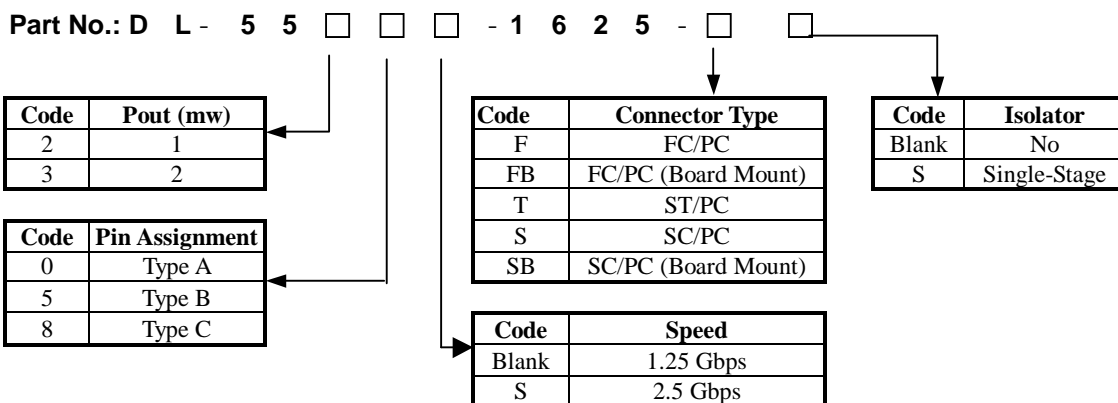 Part No.: D L - 5 5 □ □ □ - 1 6 2 5 - □ □
Code Pout (mw)
2 1
3 2
Code Pin Assignment
0 Type A
5 Type B
8 Type C
Code Connector Type
F FC/PC
FB FC/PC (Board Mount)
T ST/PC
S SC/PC
SB SC/PC (Board Mount)
Code Speed
Blank 1.25 Gbps
S 2.5 Gbps
Code Isolator
Blank No
S Single-Stage